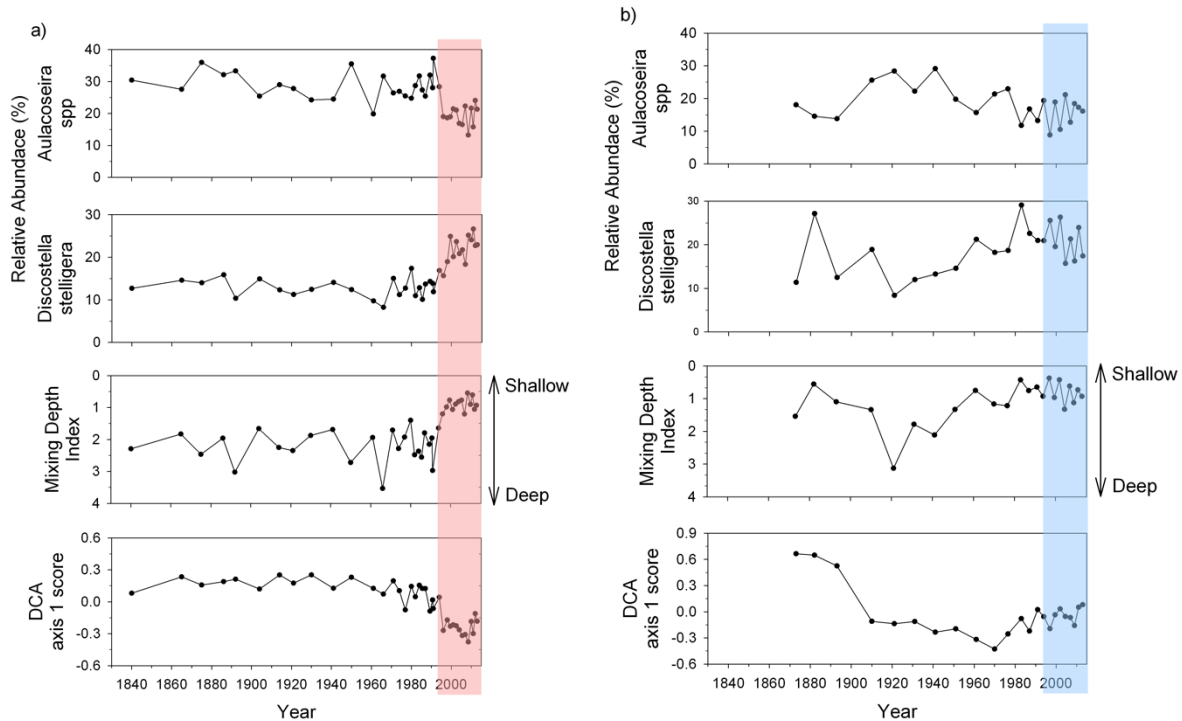 a)
Relative Abundace (%)
Aulacoseira
spp
40
30
20
10
0
Discostella
stelligera
30
20
10
0
Mixing Depth
Index
0
1
2
3
4
Shallow
Deep
DCA
axis 1 score
0.6
0.3
0.0
-0.3
-0.6
1840 1860 1880 1900 1920 1940 1960 1980 2000
Year
b)
Relative Abundace (%)
Aulacoseira
spp
40
30
20
10
0
Discostella
stelligera
30
20
10
0
Mixing Depth
Index
0
1
2
3
4
Shallow
Deep
DCA
axis 1 score
0.9
0.6
0.3
0.0
-0.3
-0.6
1840 1860 1880 1900 1920 1940 1960 1980 2000
Year